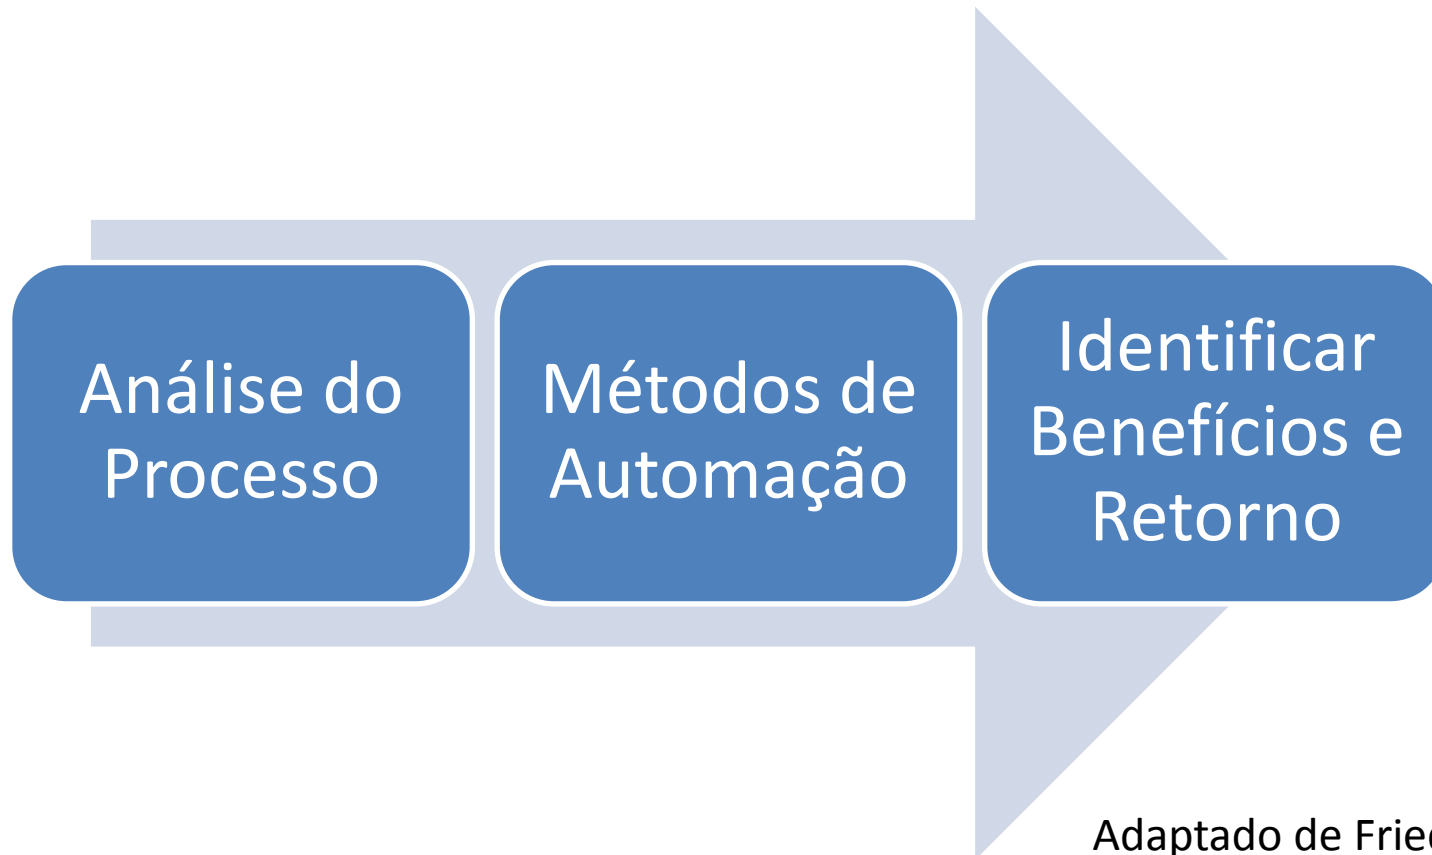 Análise do
Processo
Métodos de
Automação
Identificar
Benefícios e
Retorno
Adaptado de